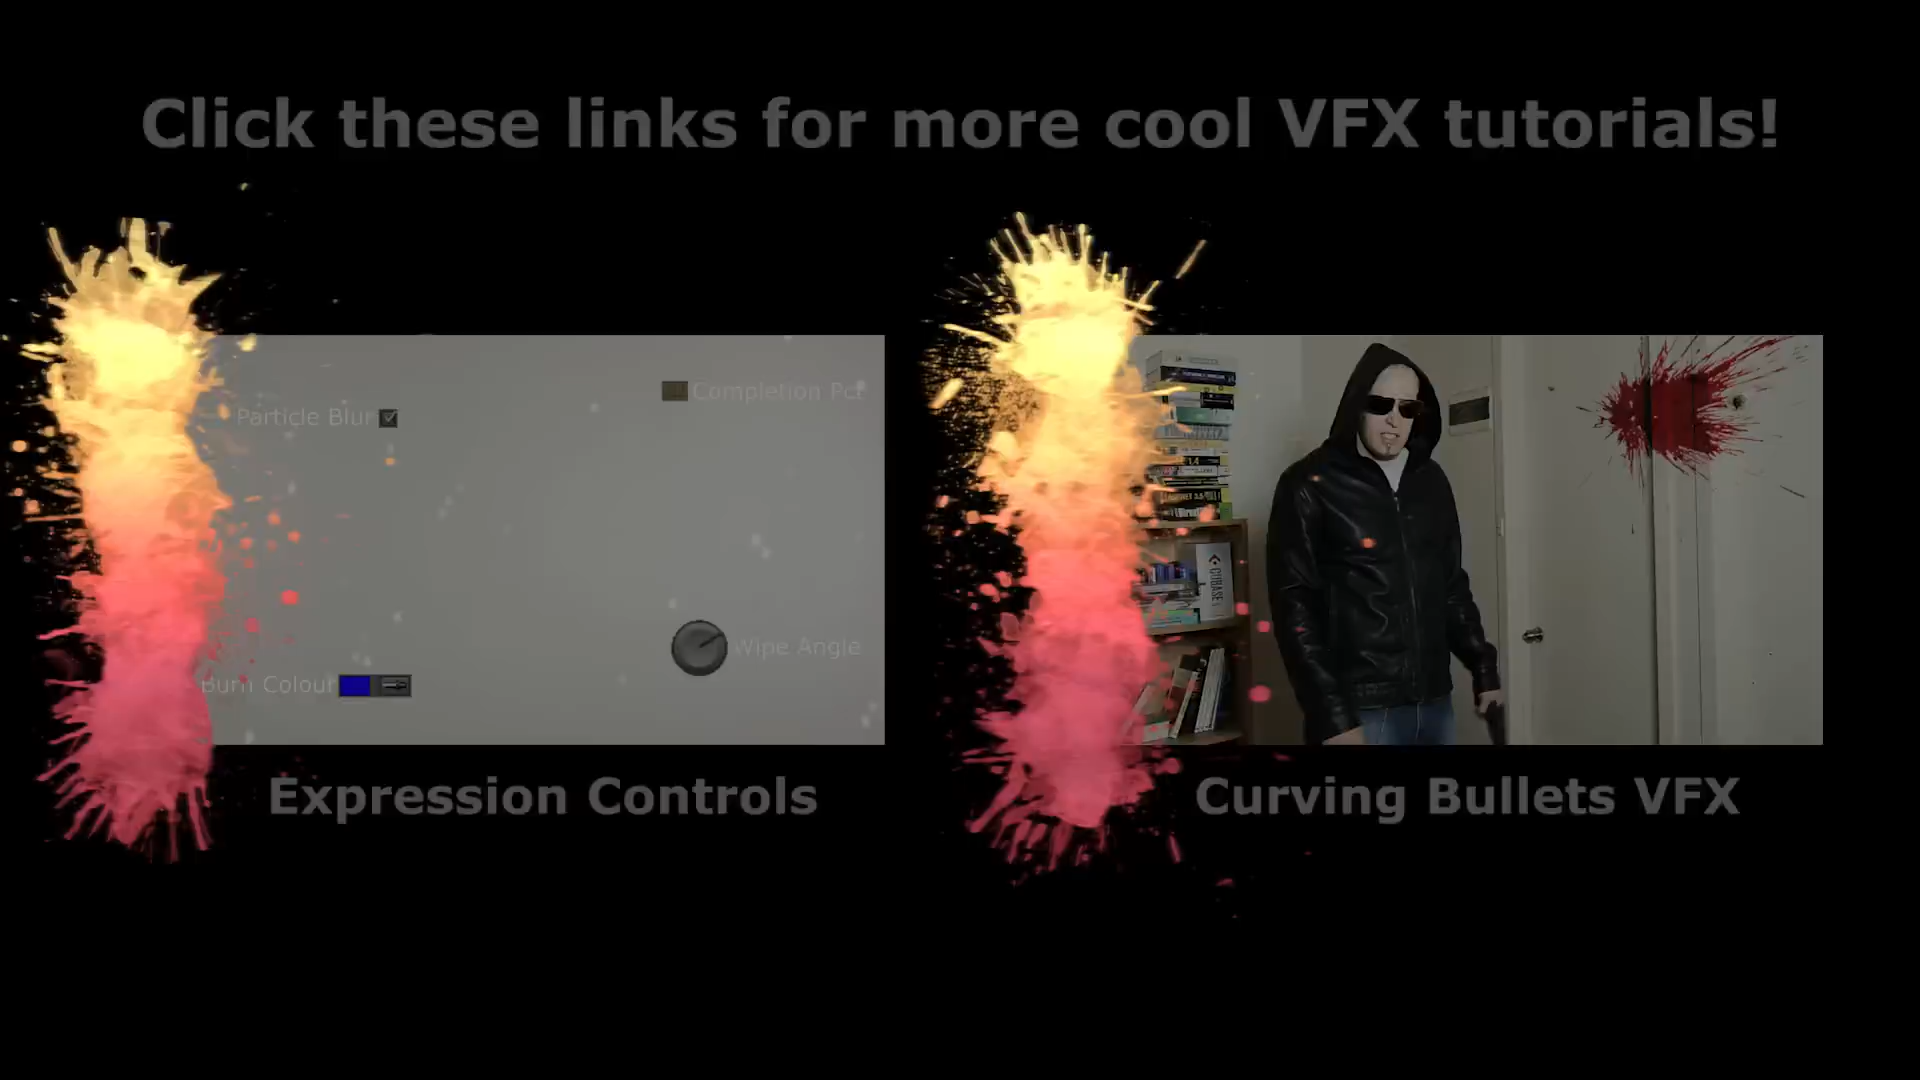 Click these links for more cool VFX tutorials!
Completion Pct
Particle Blur
CUBASE
Wipe Angle
Burn Colour
Expression Controls
Curving Bullets VFX